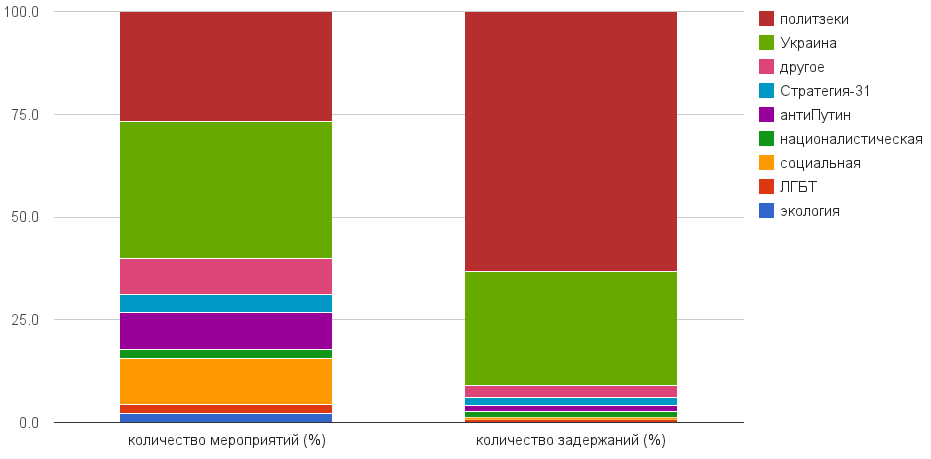 100.0
75.0
50.0
25.0
0.0
количество мероприятий (%)
количество задержаний (%)
политзеки
Украина
другое
Стратегия-31
антиПутин
националистическая
социальная
ЛГБТ
экология